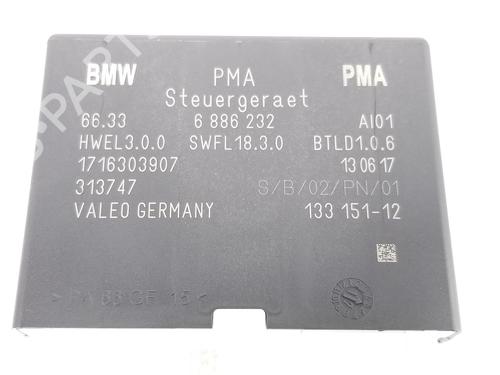 BMW PMA PMA
Steuergeraet
66.33 6 886 232 AI01
HWEL3.0.0 SWFL18.3.0 BTLD1.0.6
1716303907 13 06 17
313747 S/B/02/PN/01
VALEO GERMANY 133 151-12